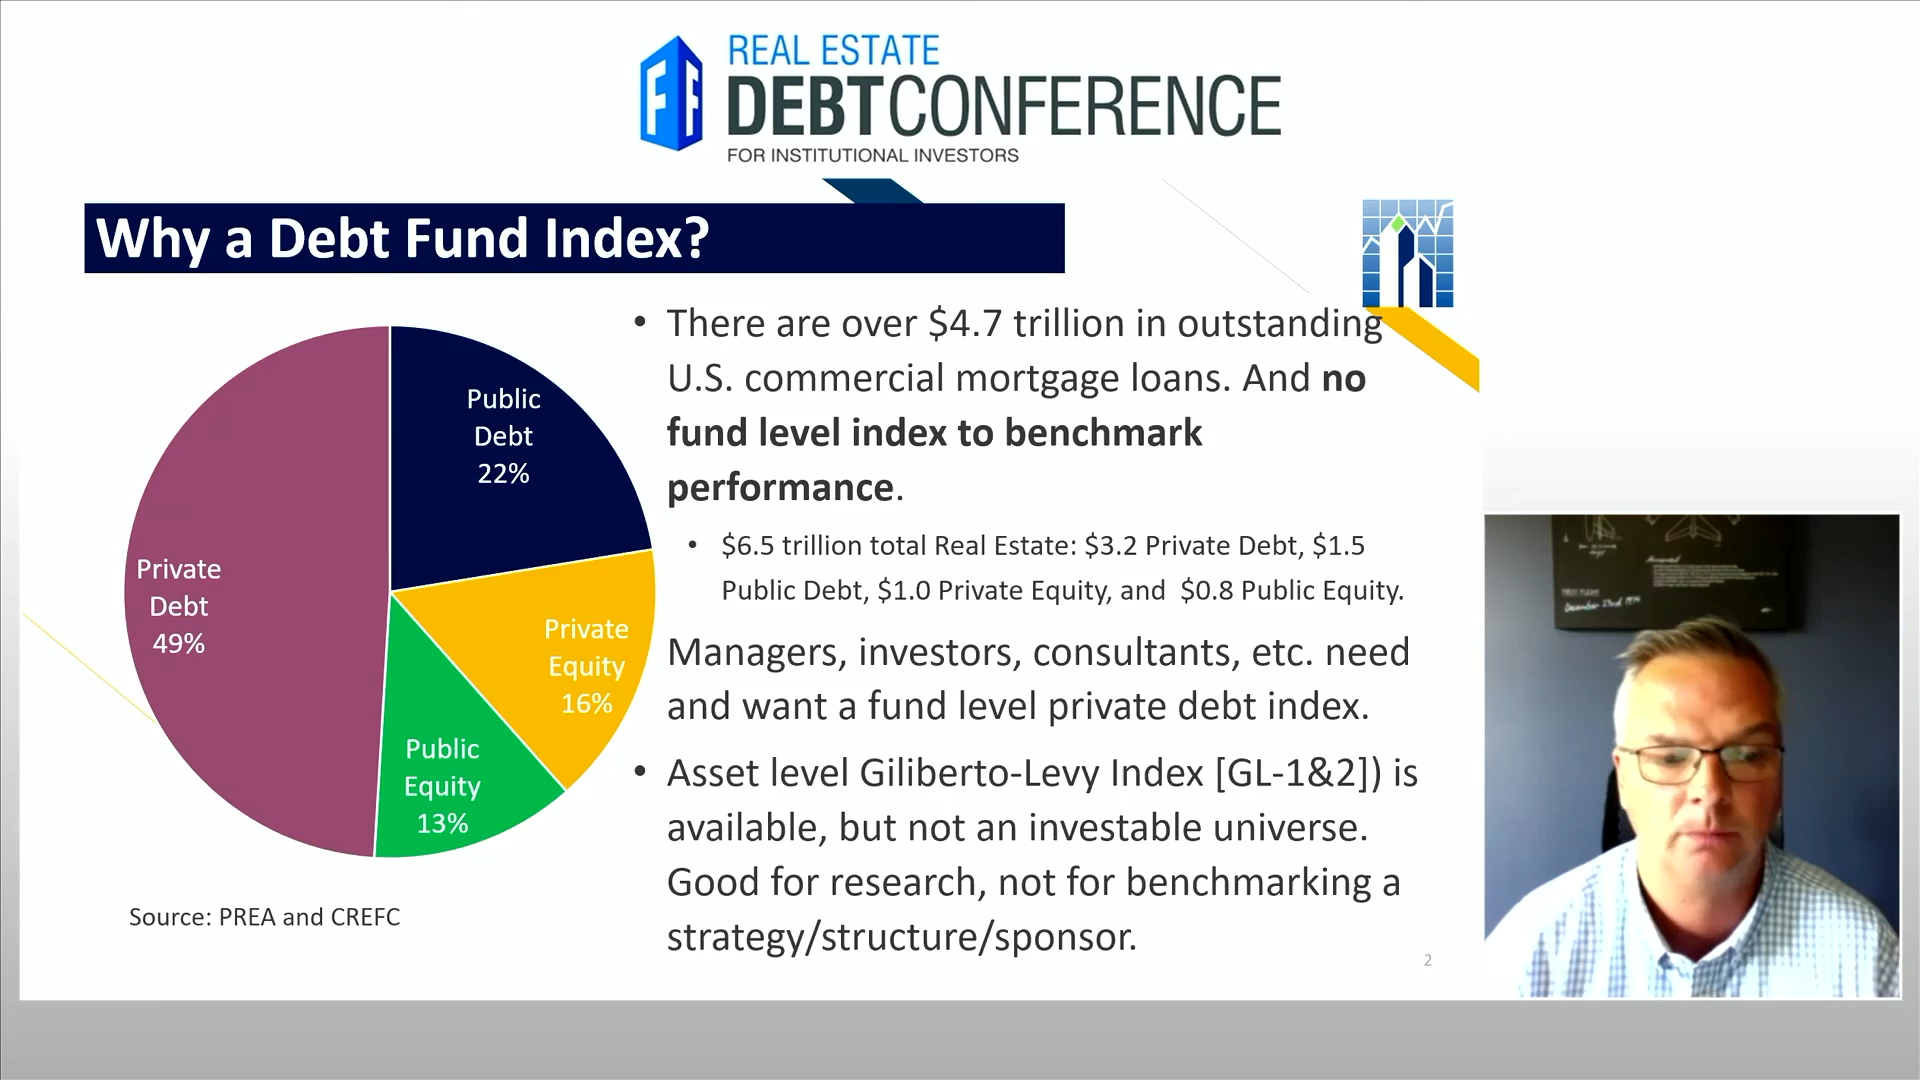 REAL ESTATE
DEBTCONFERENCE
FOR INSTITUTIONAL INVESTORS
Why a Debt Fund Index?
Public
Debt
22%
Private
Debt
49%
Private
Equity
16%
Public
Equity
13%
Source: PREA and CREFC
• There are over $4.7 trillion in outstanding
U.S. commercial mortgage loans. And no
fund level index to benchmark
performance.
• $6.5 trillion total Real Estate: $3.2 Private Debt, $1.5
Public Debt, $1.0 Private Equity, and $0.8 Public Equity.
Managers, investors, consultants, etc. need
and want a fund level private debt index.
• Asset level Giliberto-Levy Index [GL-1&2]) is
available, but not an investable universe.
Good for research, not for benchmarking a
strategy/structure/sponsor.
2